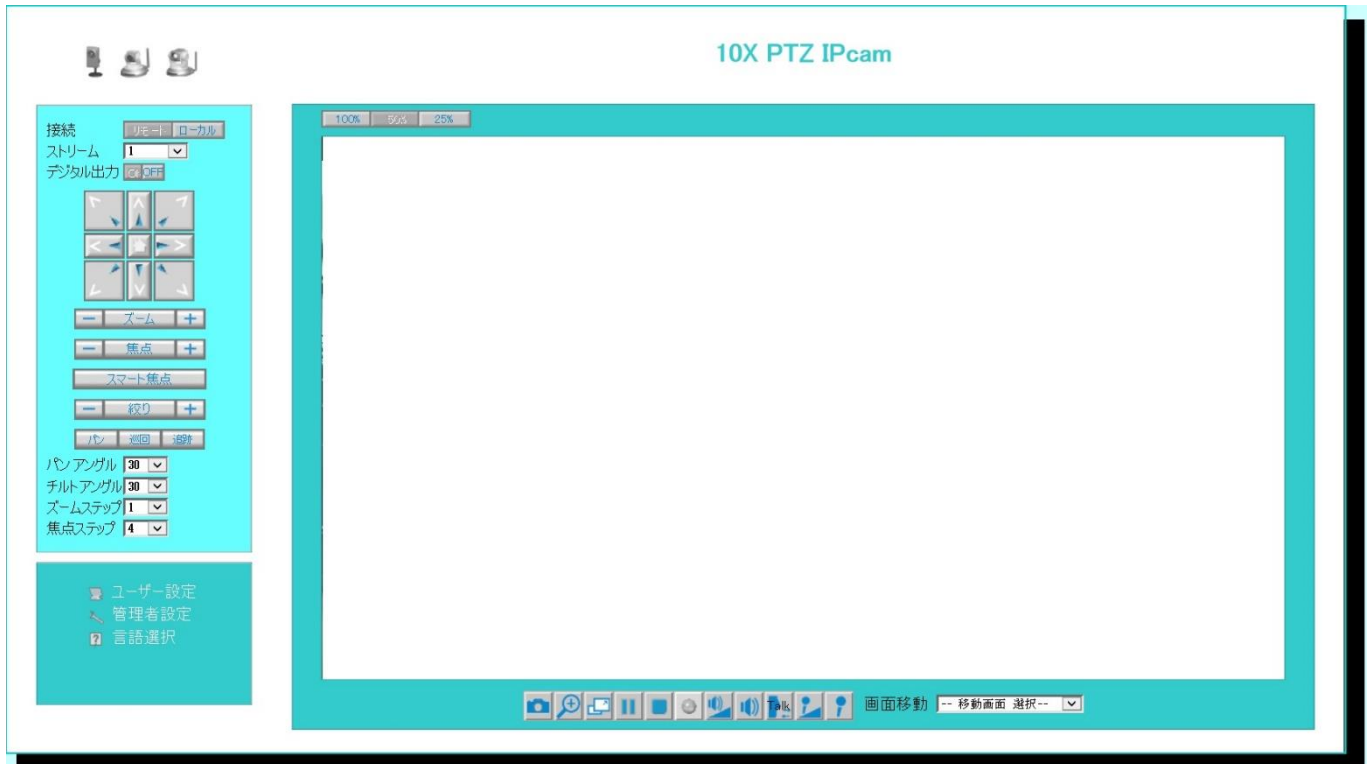 10X PTZ IPcam
接続 リモート ローカル
ストリーム 1
デジタル出力 OFF
ズーム
焦点
スマート焦点
絞り
パン 巡回 追跡
パン アングル 30
チルト アングル 30
ズームステップ 1
焦点ステップ 4
ユーザー設定
管理者設定
言語選択
100% 50% 25%
Talk
画面移動 -- 移動画面 選択--